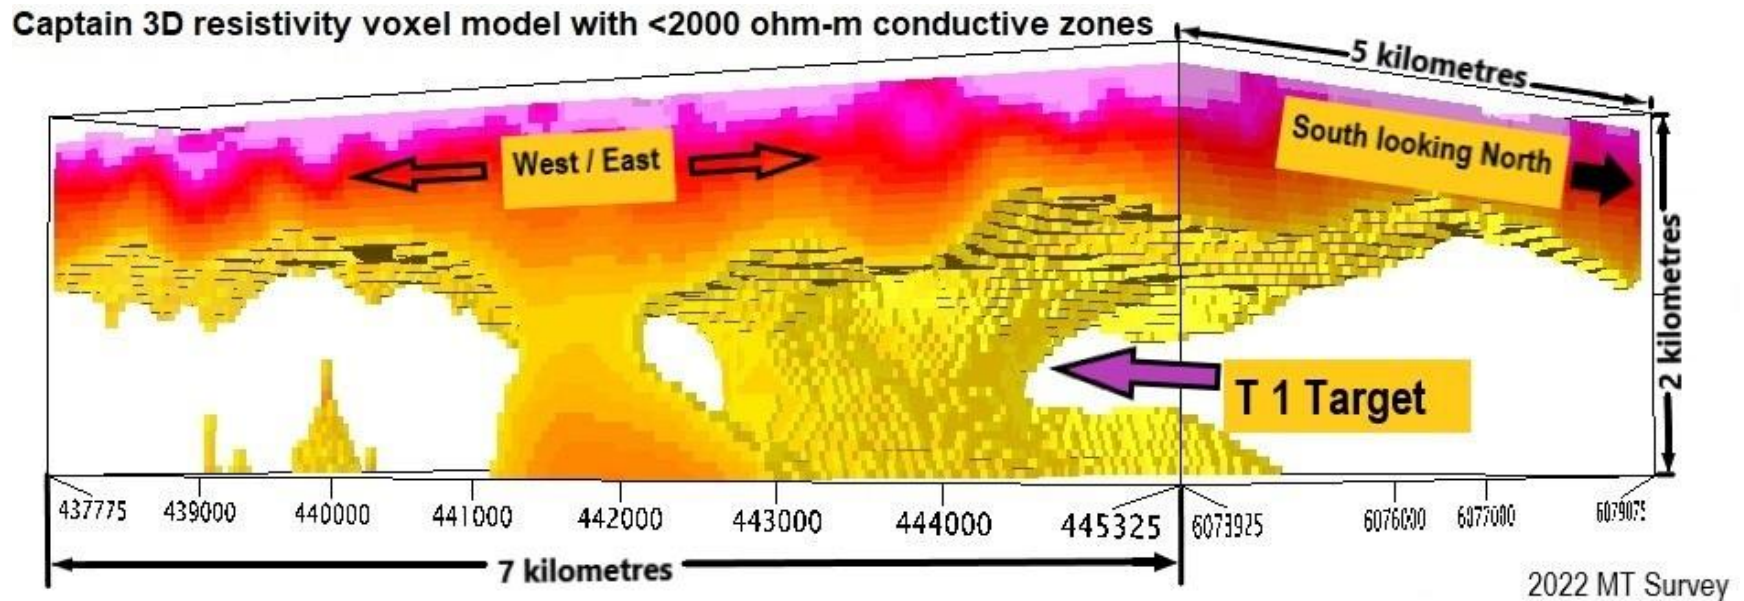 Captain 3D resistivity voxel model with <2000 ohm-m conductive zones
5 kilometres
West / East
South looking North
2 kilometres
T 1 Target
437775 439000 440000 441000 442000 443000 444000 445325 6073925 6076000 6077000 6079075
7 kilometres
2022 MT Survey